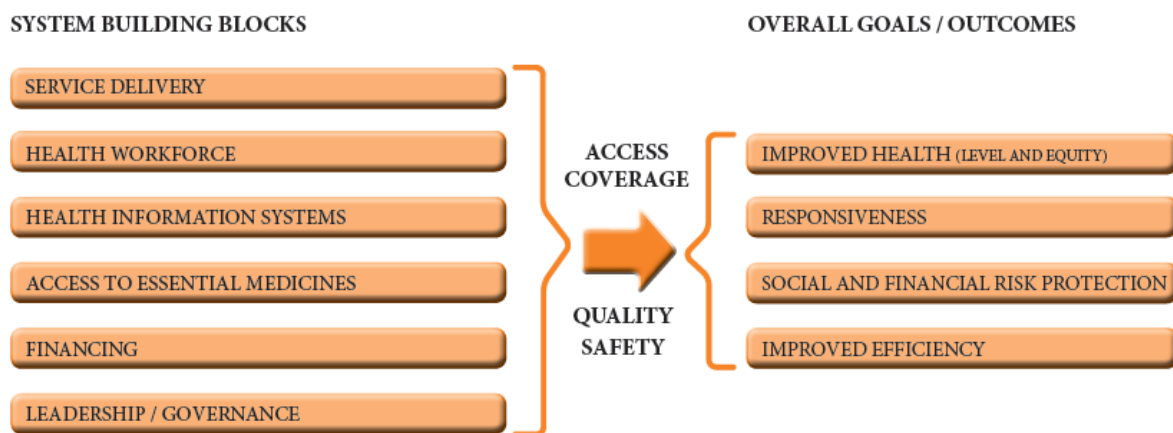 SYSTEM BUILDING BLOCKS
SERVICE DELIVERY
HEALTH WORKFORCE
HEALTH INFORMATION SYSTEMS
ACCESS TO ESSENTIAL MEDICINES
FINANCING
LEADERSHIP / GOVERNANCE
ACCESS
COVERAGE
QUALITY
SAFETY
OVERALL GOALS / OUTCOMES
IMPROVED HEALTH (LEVEL AND EQUITY)
RESPONSIVENESS
SOCIAL AND FINANCIAL RISK PROTECTION
IMPROVED EFFICIENCY